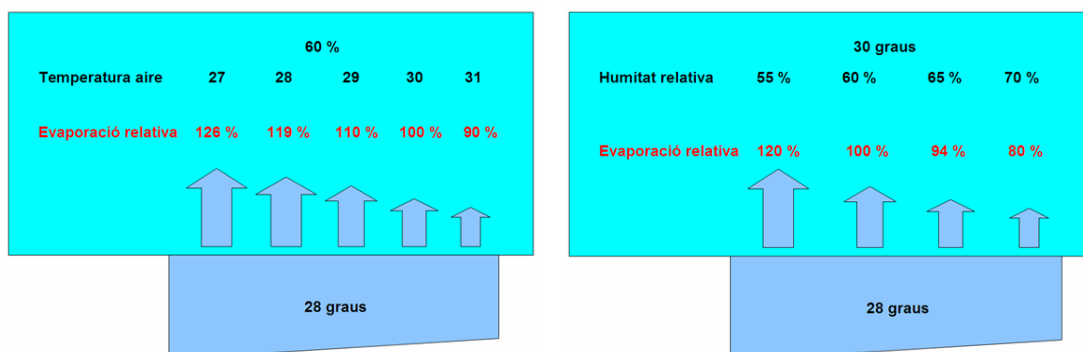 60 %
Temperatura aire 27 28 29 30 31
Evaporació relativa 126 % 119 % 110 % 100 % 90 %
28 graus
30 graus
Humitat relativa 55 % 60 % 65 % 70 %
Evaporació relativa 120 % 100 % 94 % 80 %
28 graus